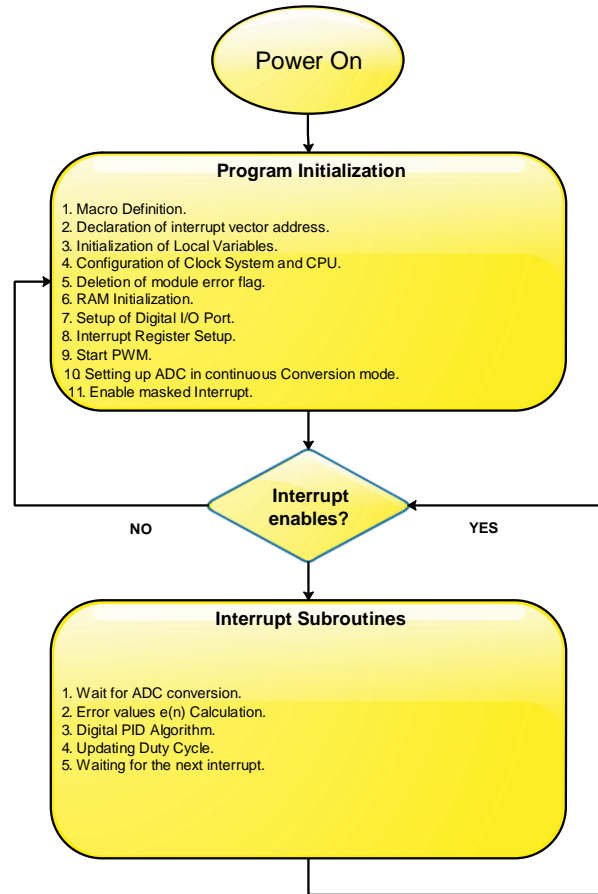 Power On
Program Initialization
1. Macro Definition.
2. Declaration of interrupt vector address.
3. Initialization of Local Variables.
4. Configuration of Clock System and CPU.
5. Deletion of module error flag.
6. RAM Initialization.
7. Setup of Digital I/O Port.
8. Interrupt Register Setup.
9. Start PWM.
10. Setting up ADC in continuous Conversion mode.
11. Enable masked Interrupt.
Interrupt
enables?
NO
YES
Interrupt Subroutines
1. Wait for ADC conversion.
2. Error values e(n) Calculation.
3. Digital PID Algorithm.
4. Updating Duty Cycle.
5. Waiting for the next interrupt.